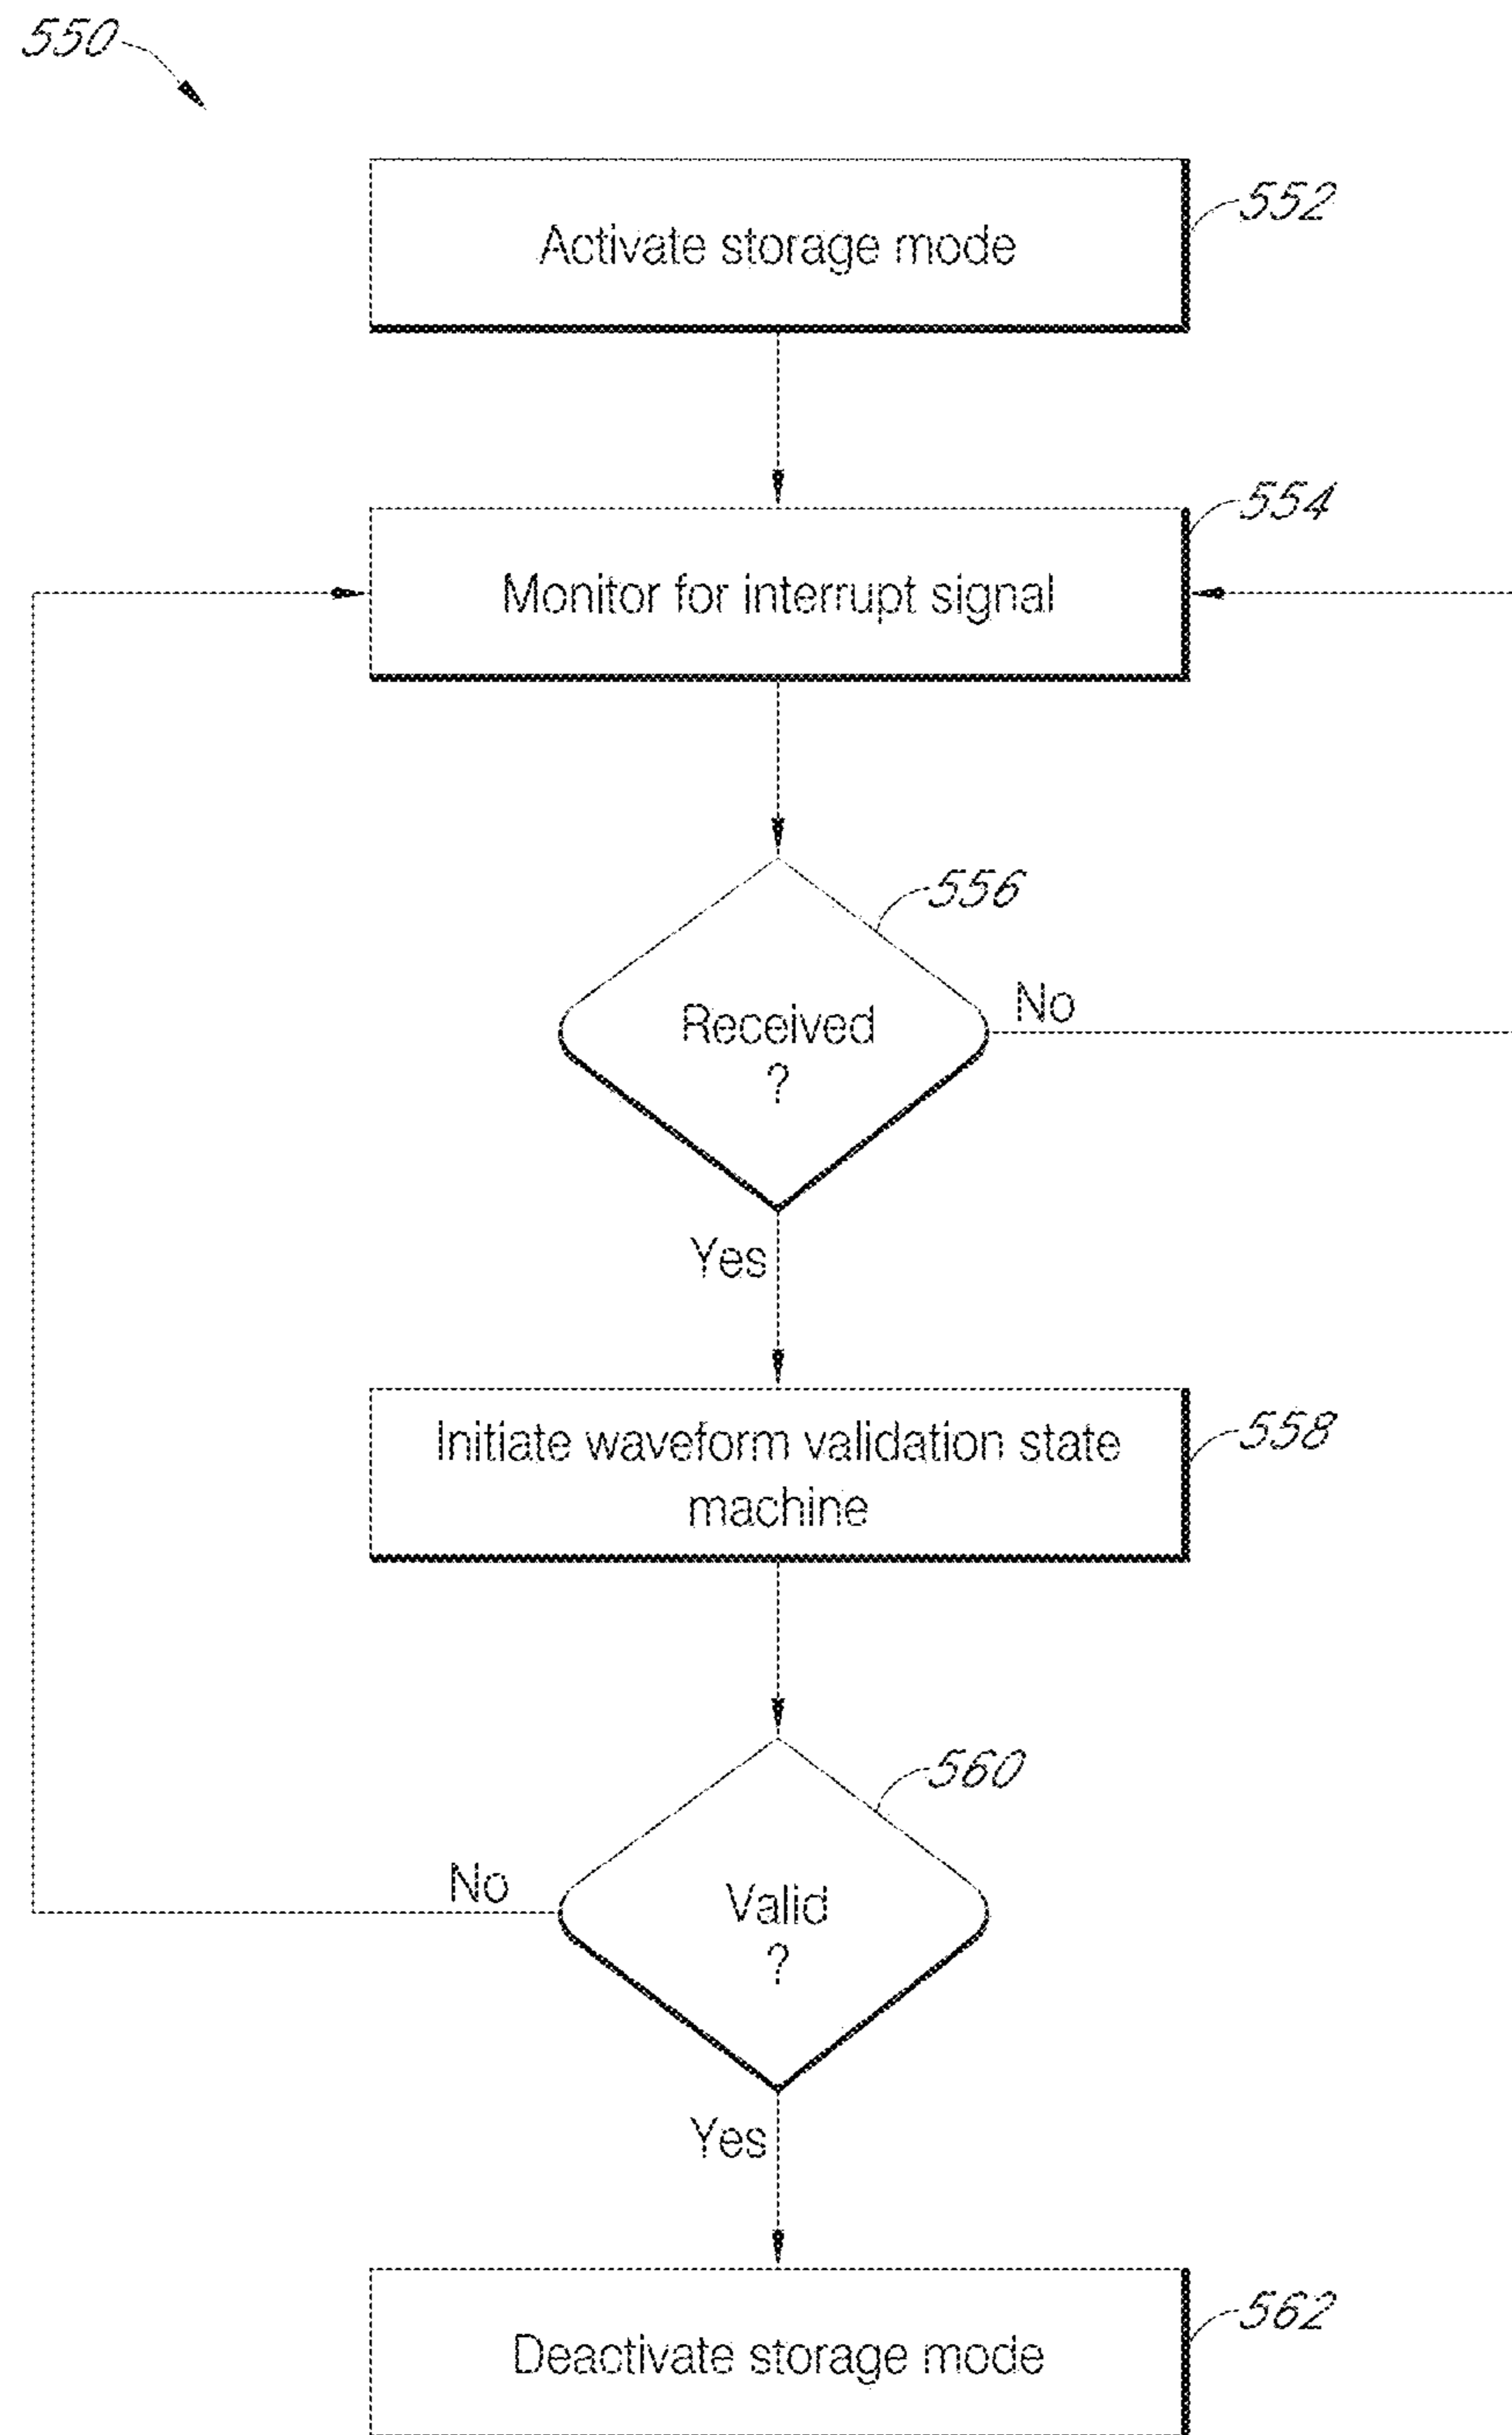 550
Activate storage mode
552
Monitor for interrupt signal
554
556
Received
?
No
Yes
Initiate waveform validation state
machine
558
560
Valid
?
No
Yes
Deactivate storage mode
562